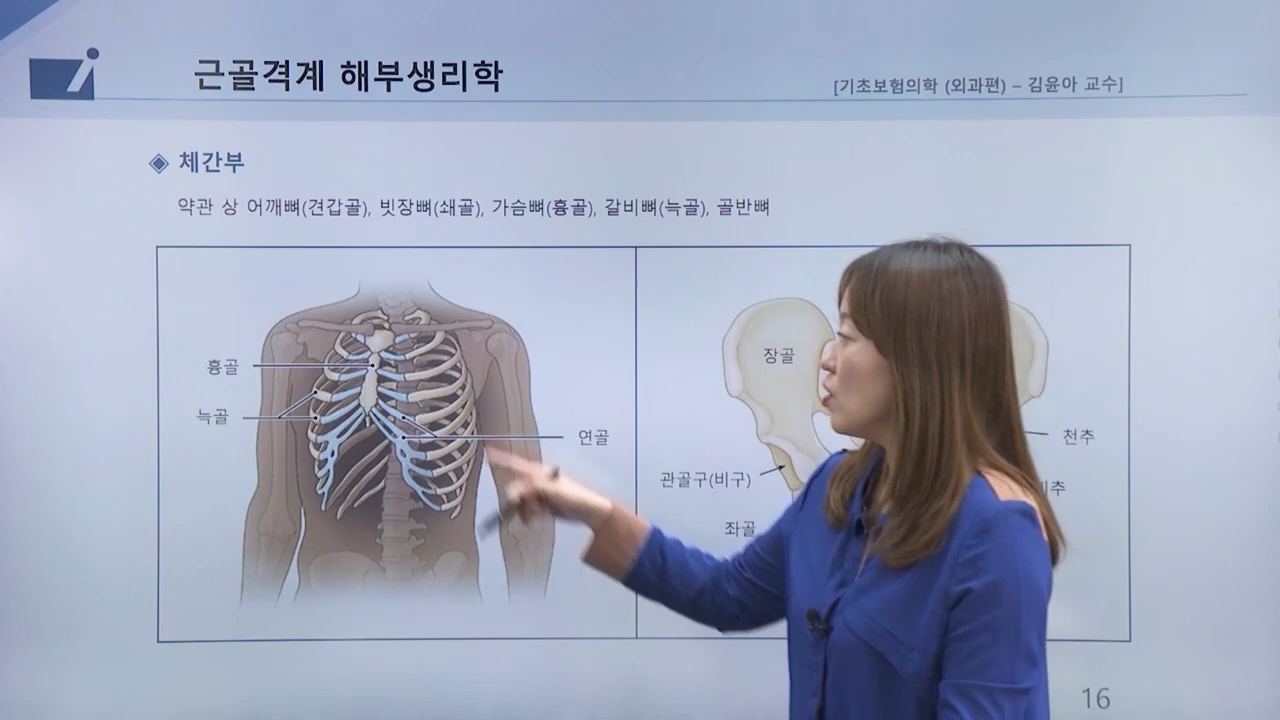 근골격계 해부생리학
[기초보험의학 (외과편) – 김윤아 교수]
◈ 체간부
약관 상 어깨뼈(견갑골), 빗장뼈(쇄골), 가슴뼈(흉골), 갈비뼈(늑골), 골반뼈
흉골
늑골
연골
장골
천추
관골구(비구)
좌골
16